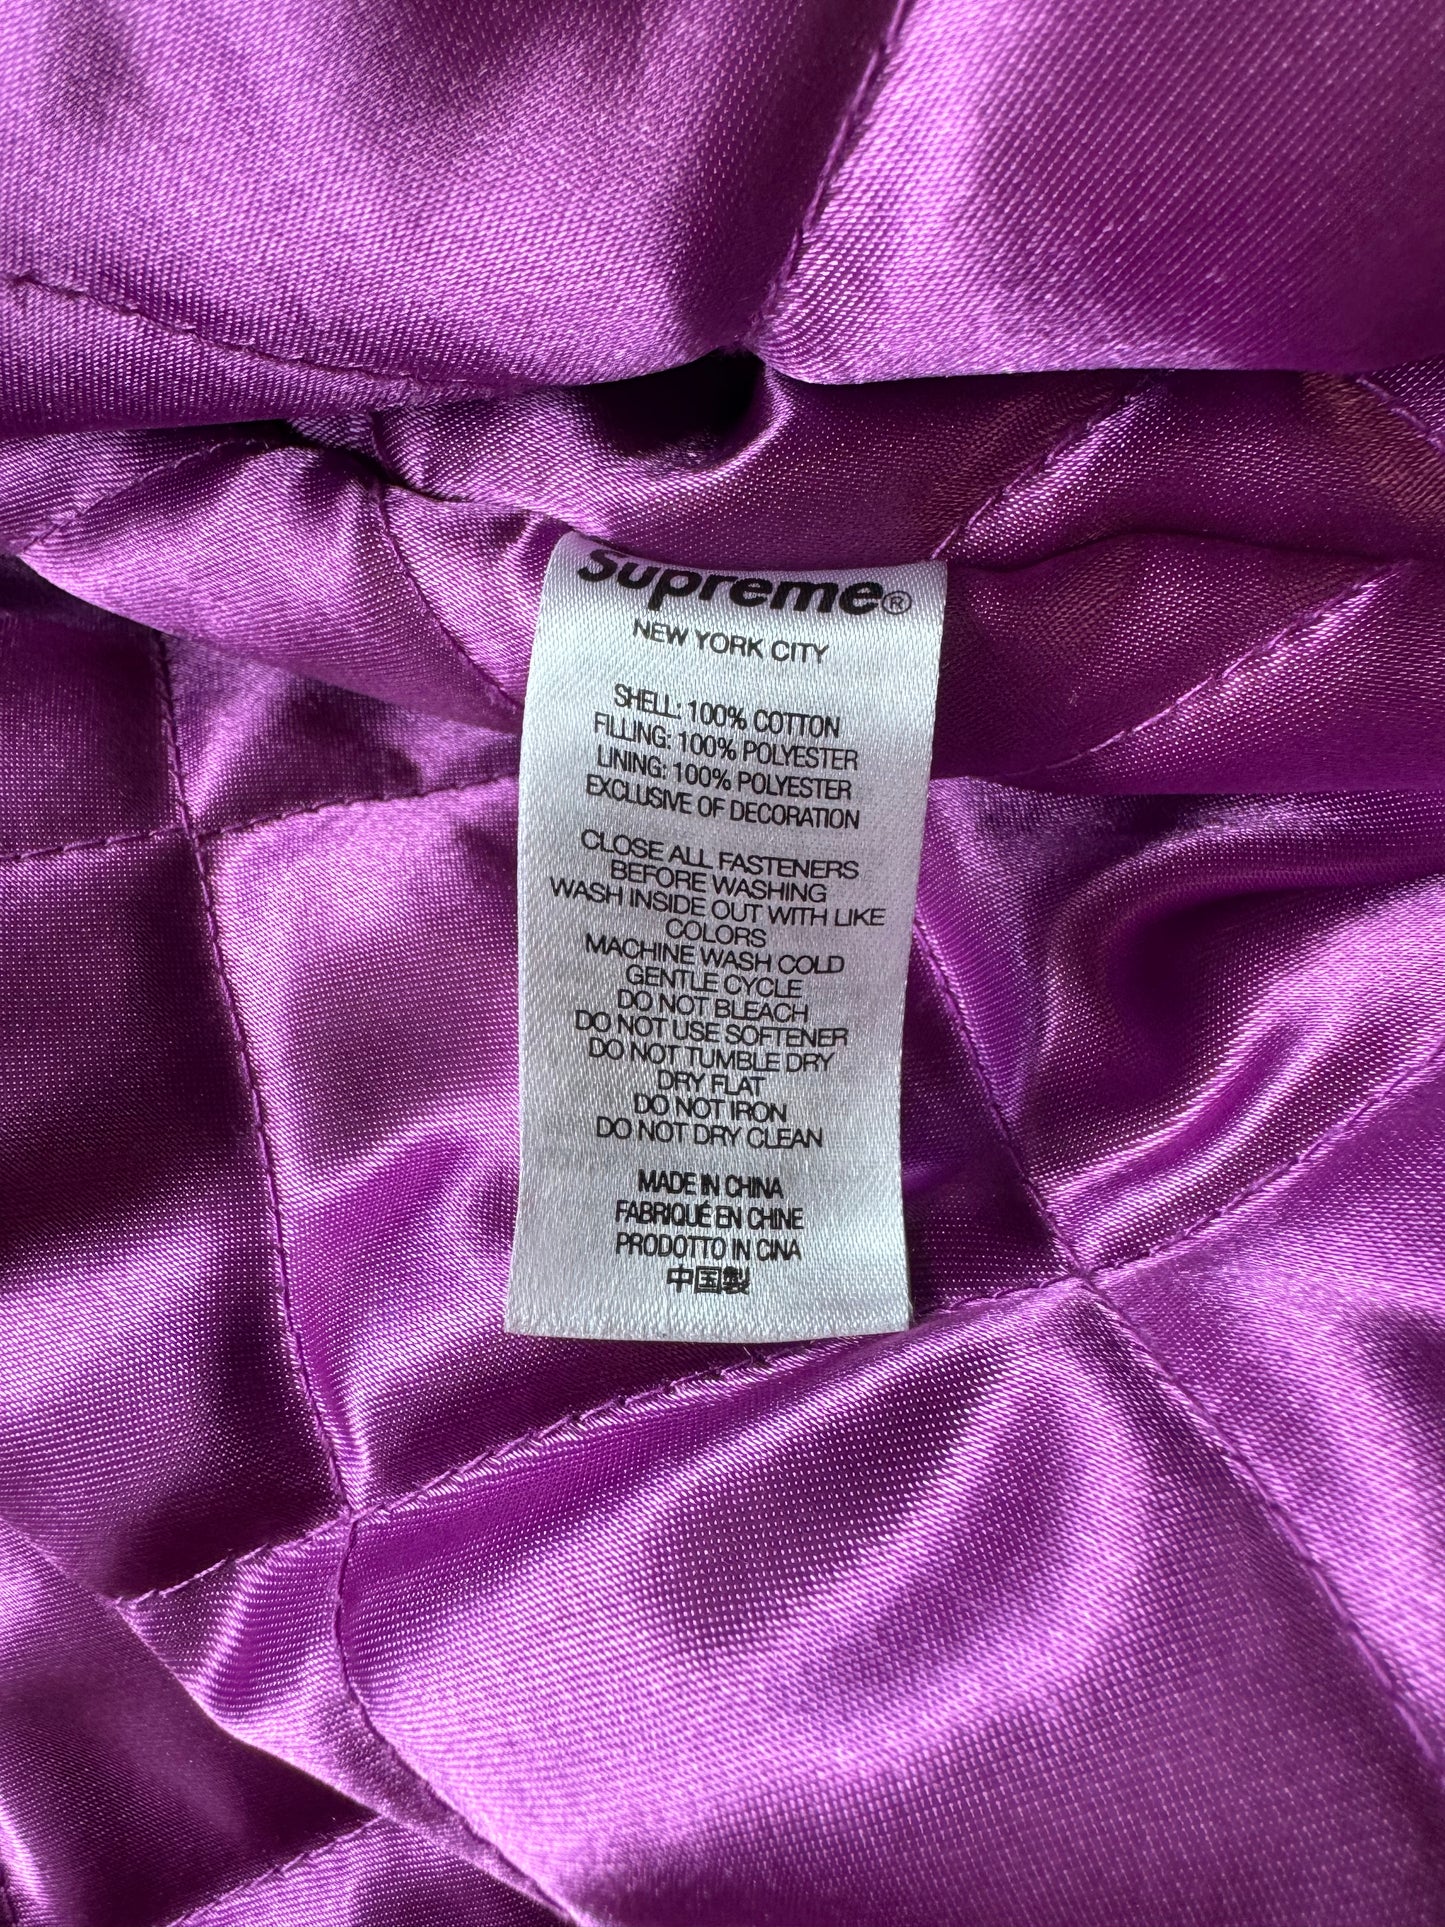 Supreme®
NEW YORK CITY
SHELL: 100% COTTON
FILLING: 100% POLYESTER
LINING: 100% POLYESTER
EXCLUSIVE OF DECORATION
CLOSE ALL FASTENERS
BEFORE WASHING
WASH INSIDE OUT WITH LIKE
COLORS
MACHINE WASH COLD
GENTLE CYCLE
DO NOT BLEACH
DO NOT USE SOFTENER
DO NOT TUMBLE DRY
DRY FLAT
DO NOT IRON
DO NOT DRY CLEAN
MADE IN CHINA
FABRIQUÉ EN CHINE
PRODOTTO IN CINA
中国製